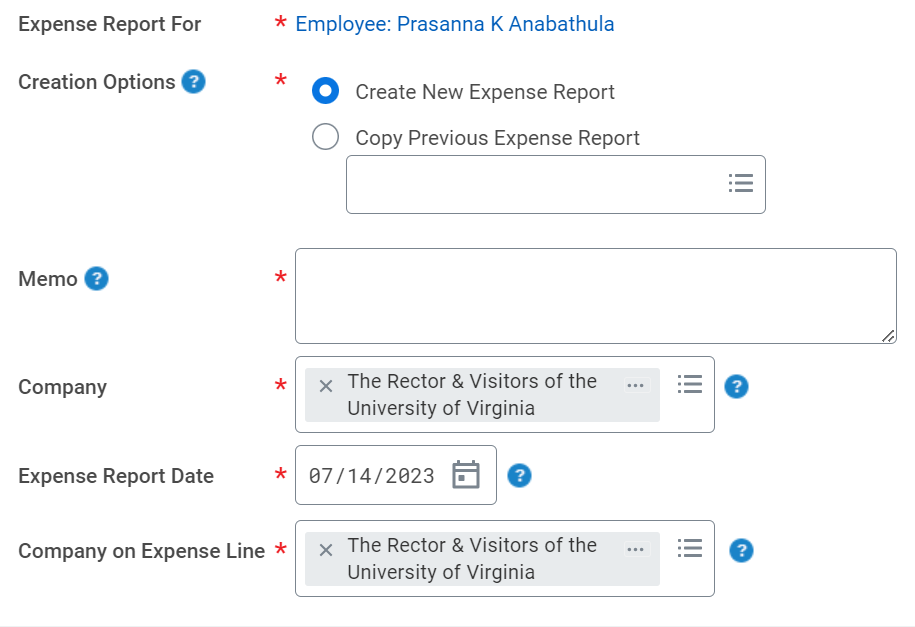 Expense Report For * Employee: Prasanna K Anabathula
Creation Options ? *
Create New Expense Report
Copy Previous Expense Report
Memo ? *
Company * × The Rector & Visitors of the
University of Virginia ... ?
Expense Report Date * 07/14/2023 ?
Company on Expense Line * × The Rector & Visitors of the
University of Virginia ... ?